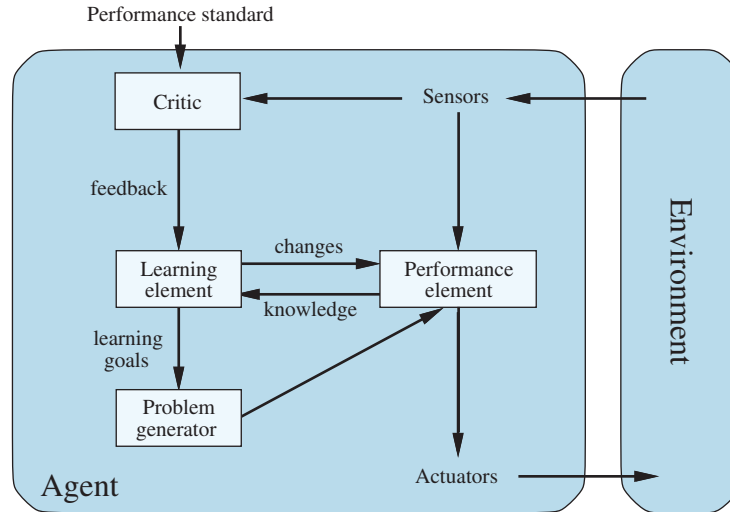 Performance standard
Critic
Sensors
feedback
changes
Learning
element
Performance
element
knowledge
learning
goals
Problem
generator
Agent
Actuators
Environment